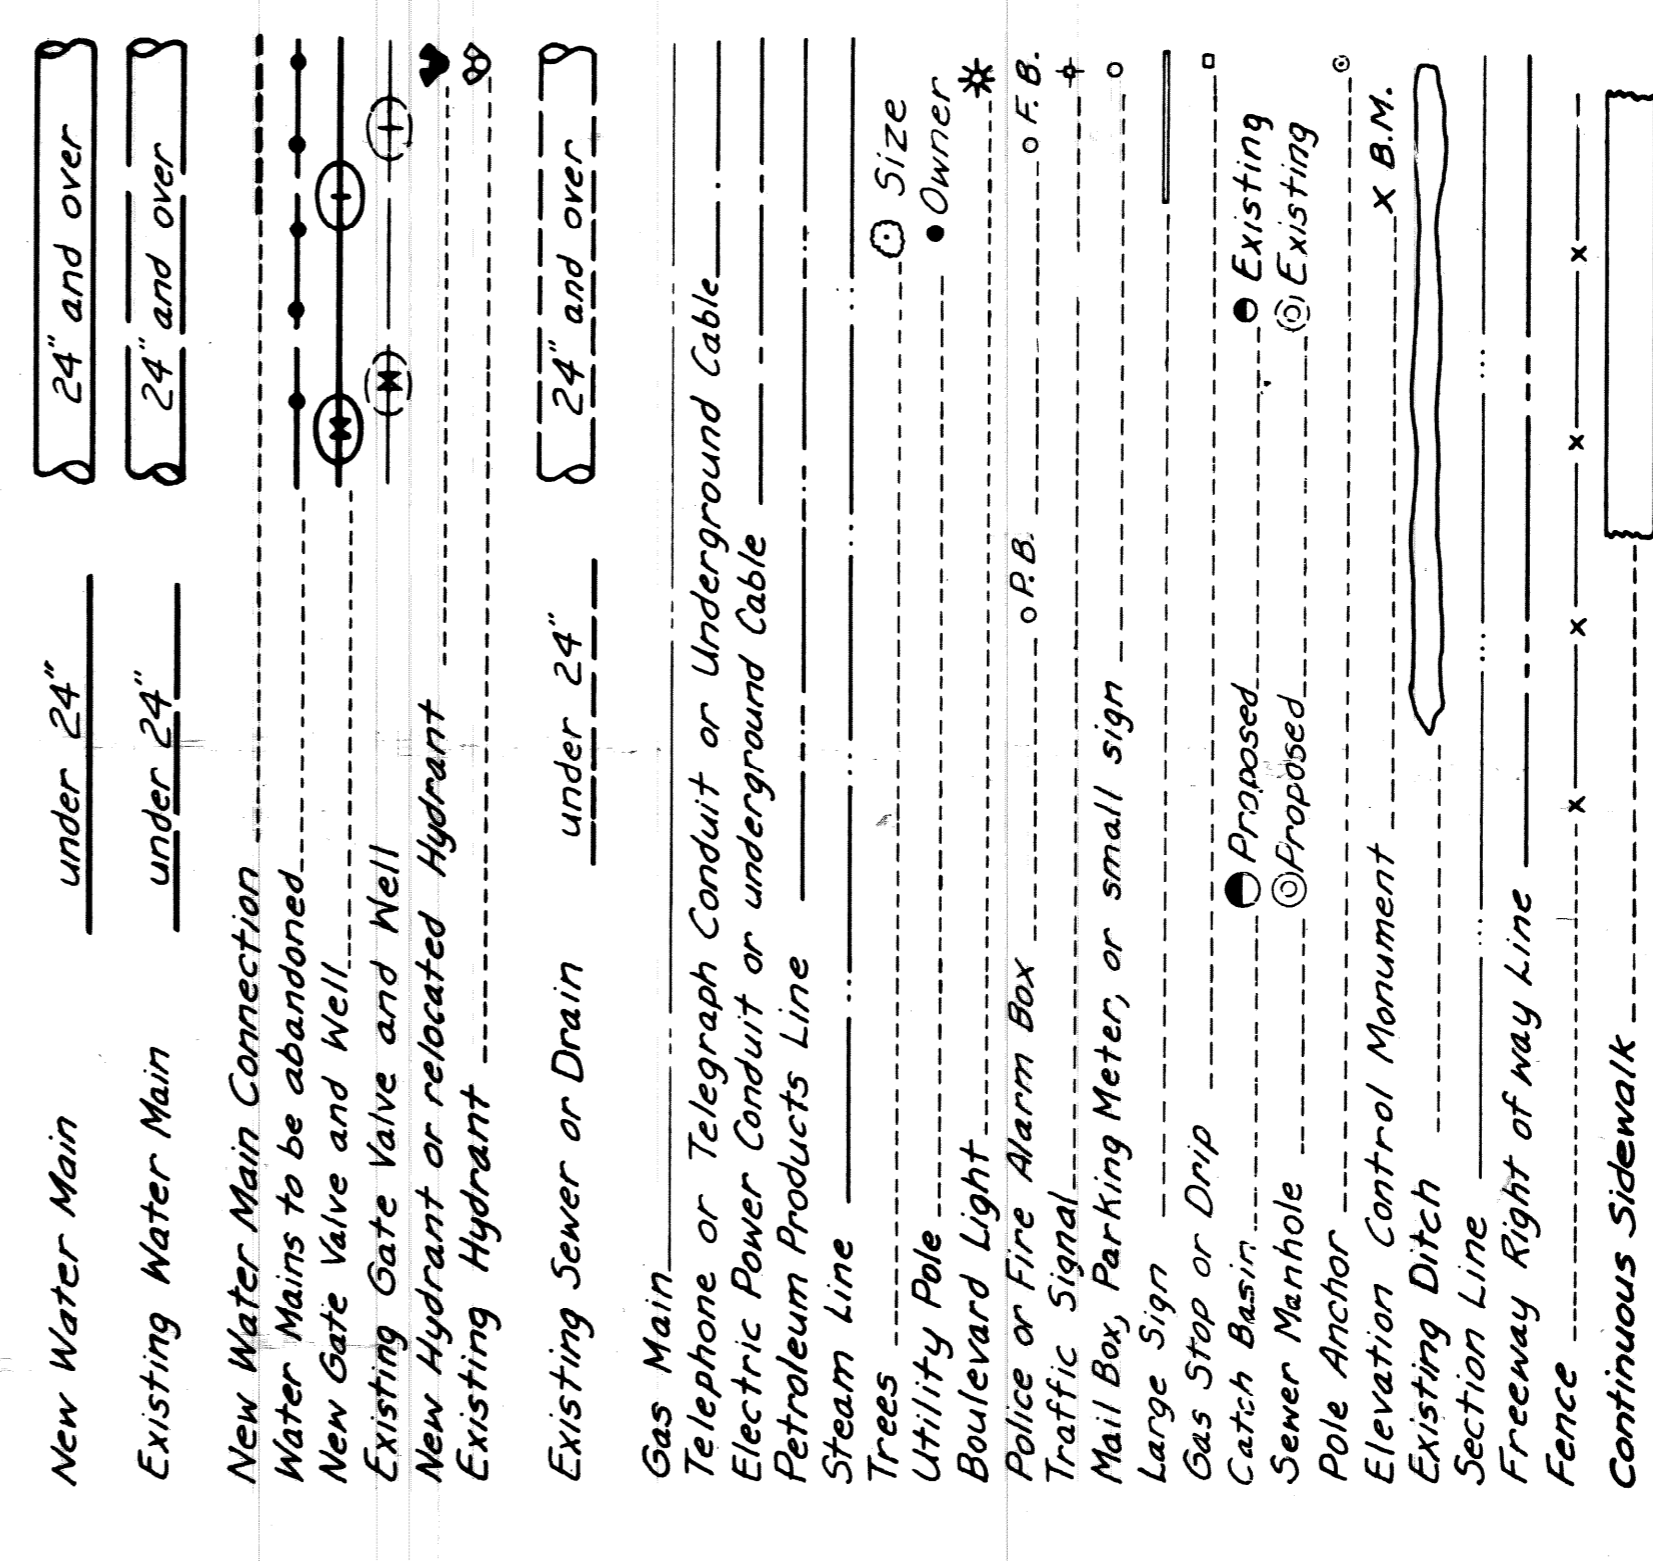 New Water Main under 24" 24" and over
Existing Water Main under 24" 24" and over
New Water Main Connection
Water Mains to be abandoned
New Gate Valve and Well
Existing Gate Valve and Well
New Hydrant or relocated Hydrant
Existing Hydrant
Existing Sewer or Drain under 24" 24" and over
Gas Main
Telephone or Telegraph Conduit or Underground Cable
Electric Power Conduit or underground Cable
Petroleum Products Line
Steam Line
Trees Size
Utility Pole Owner
Boulevard Light
Police or Fire Alarm Box P.B. F.B.
Traffic Signal
Mail Box, Parking Meter, or small sign
Large Sign
Gas Stop or Drip
Catch Basin Proposed Existing
Sewer Manhole Proposed Existing
Pole Anchor
Elevation Control Monument X B.M.
Existing Ditch
Section Line
Freeway Right of way Line
Fence x x x x
Continuous Sidewalk